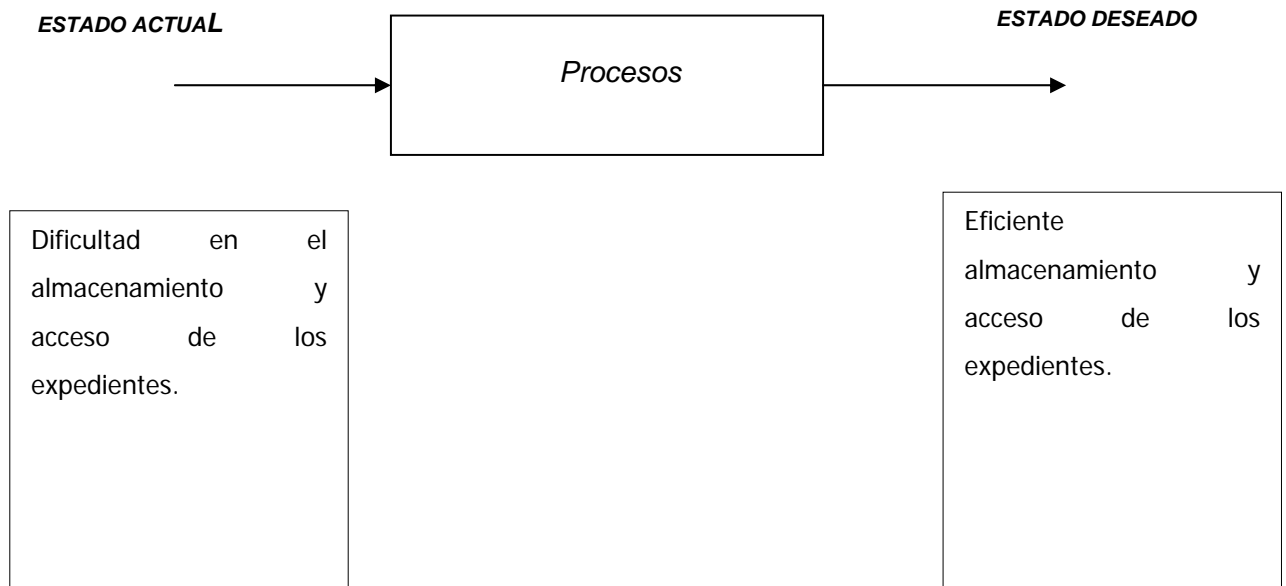 ESTADO ACTUAL
ESTADO DESEADO
Procesos
Dificultad en el
almacenamiento y
acceso de los
expedientes.
Eficiente
almacenamiento y
acceso de los
expedientes.